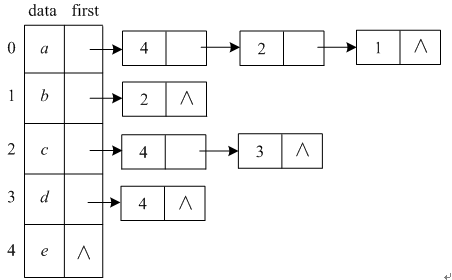 data first
0 a 4 2 1 ∧
1 b 2 ∧
2 c 4 3 ∧
3 d 4 ∧
4 e ∧